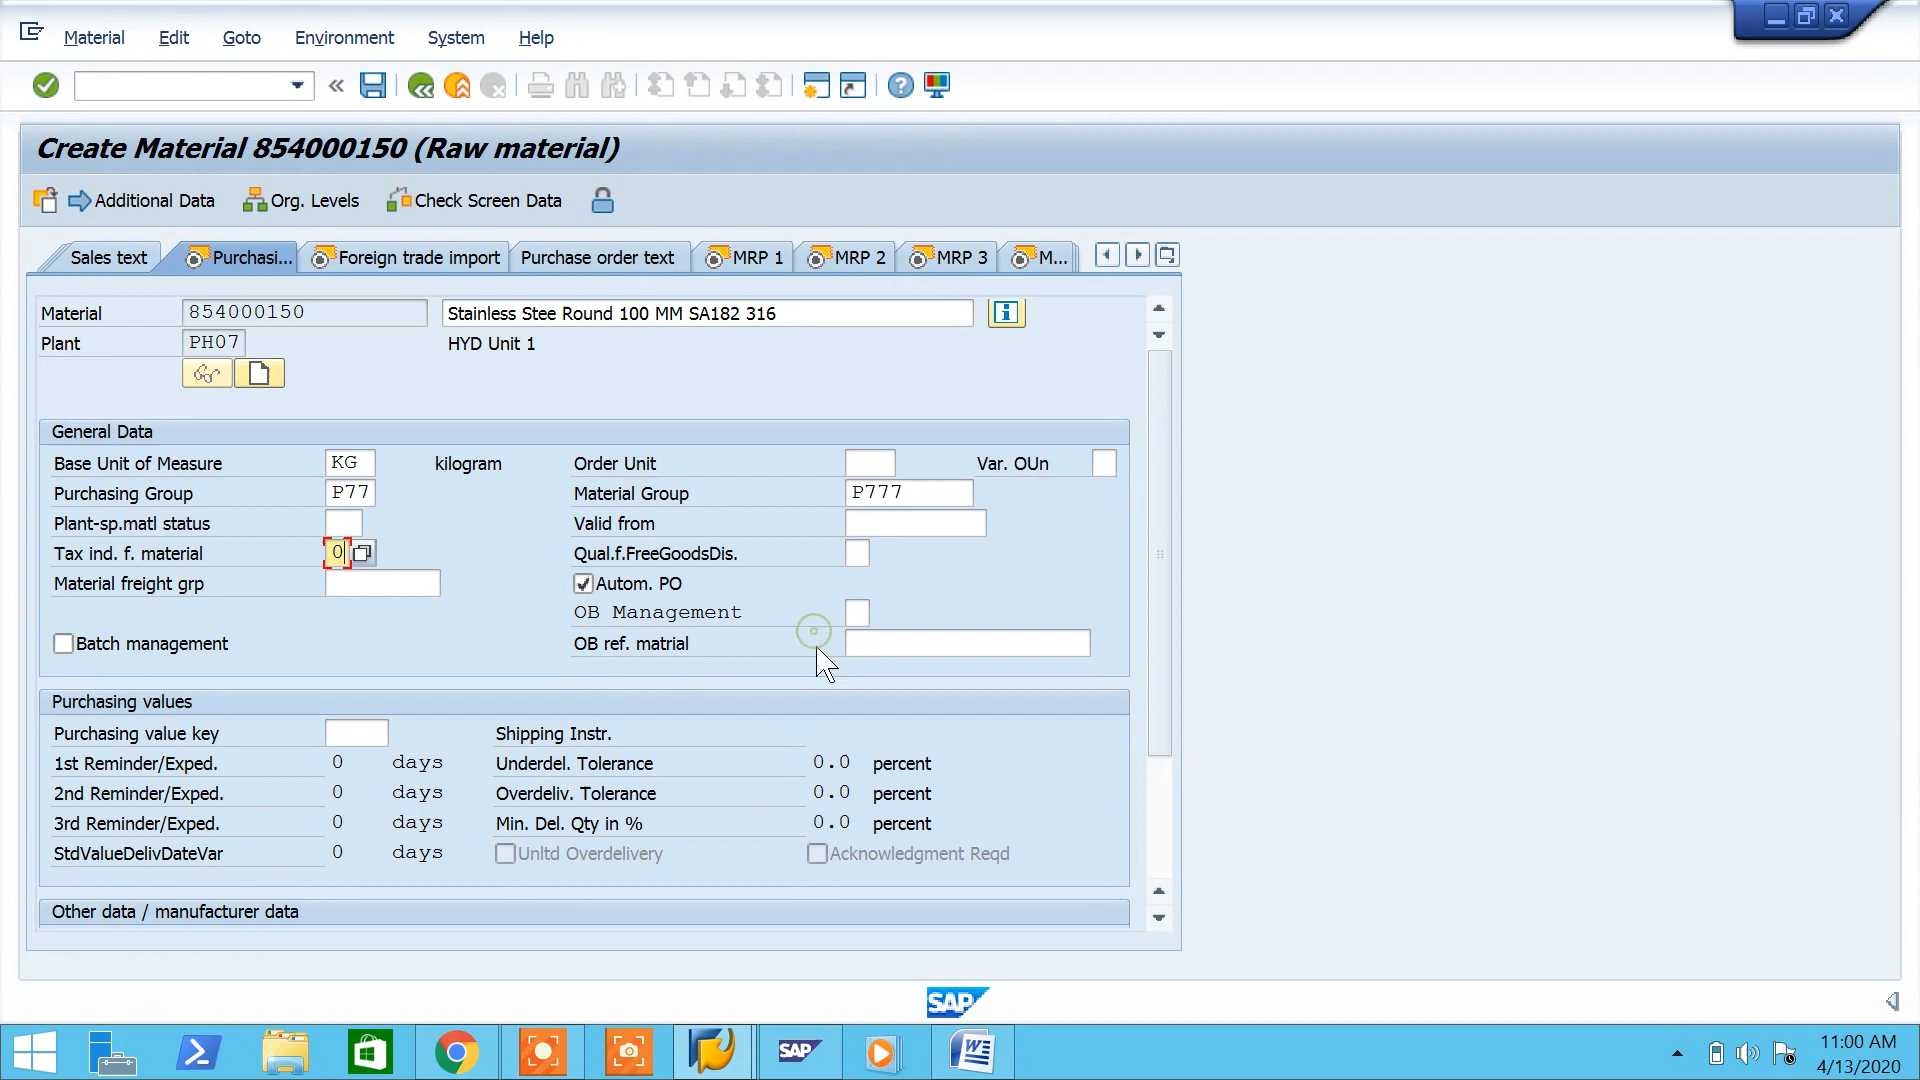 Material Edit Goto Environment System Help
Create Material 854000150 (Raw material)
Additional Data Org. Levels Check Screen Data
Sales text Purchasi... Foreign trade import Purchase order text MRP 1 MRP 2 MRP 3 M...
Material 854000150 Stainless Stee Round 100 MM SA182 316
Plant PH07 HYD Unit 1
General Data
Base Unit of Measure KG kilogram Order Unit Var. OUn
Purchasing Group P77 Material Group P777
Plant-sp.matl status Valid from
Tax ind. f. material 0 Qual.f.FreeGoodsDis.
Material freight grp Autom. PO
OB Management
Batch management OB ref. matrial
Purchasing values
Purchasing value key Shipping Instr.
1st Reminder/Exped. 0 days Underdel. Tolerance 0.0 percent
2nd Reminder/Exped. 0 days Overdeliv. Tolerance 0.0 percent
3rd Reminder/Exped. 0 days Min. Del. Qty in % 0.0 percent
StdValueDelivDateVar 0 days Unltd Overdelivery Acknowledgment Reqd
Other data / manufacturer data
SAP
SAP
11:00 AM
4/13/2020